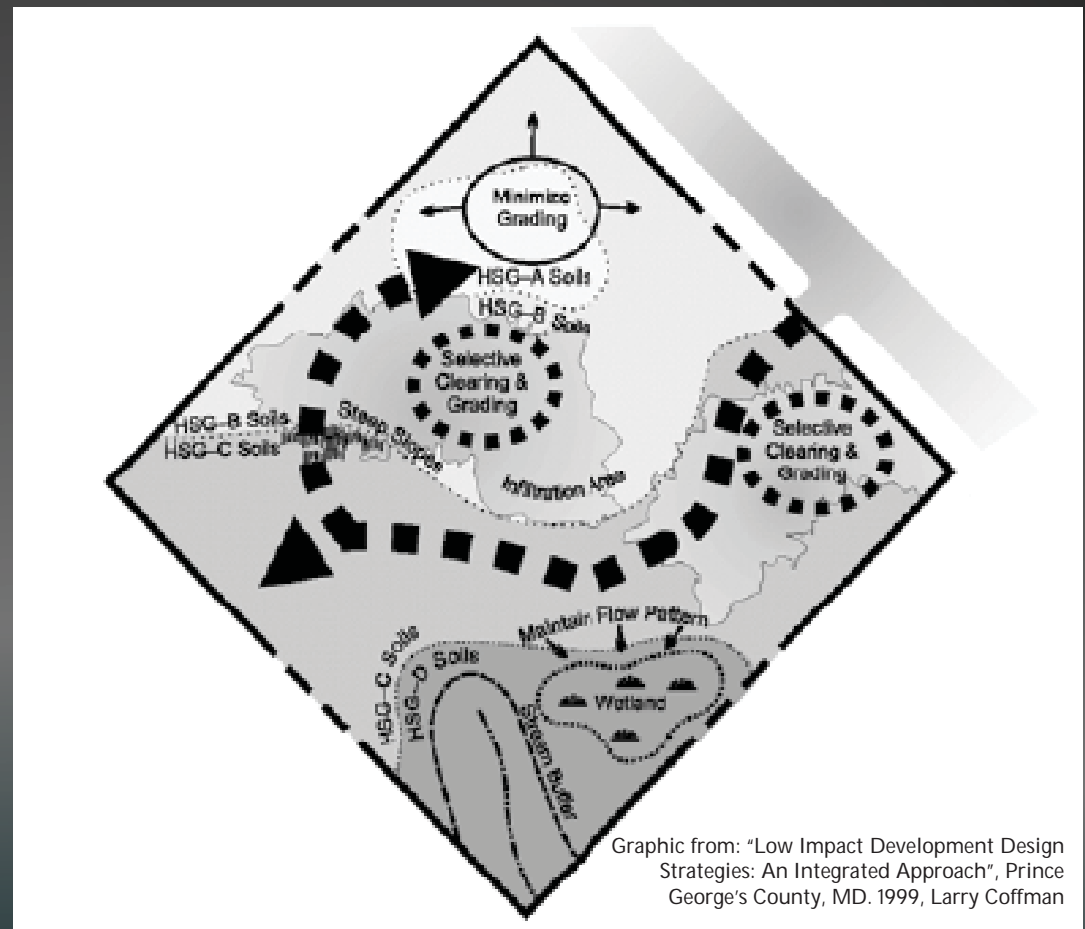 Minimize
Grading
HSG-A Soils
HSG-B Soils
Selective
Clearing &
Grading
HSG-B Soils
HSG-C Soils
Steep Slopes
Infiltration Area
Selective
Clearing &
Grading
Maintain Flow Pattern
HSG-C Soils
HSG-D Soils
Wetland
Stream Buffer
Graphic from: "Low Impact Development Design
Strategies: An Integrated Approach", Prince
George's County, MD. 1999, Larry Coffman